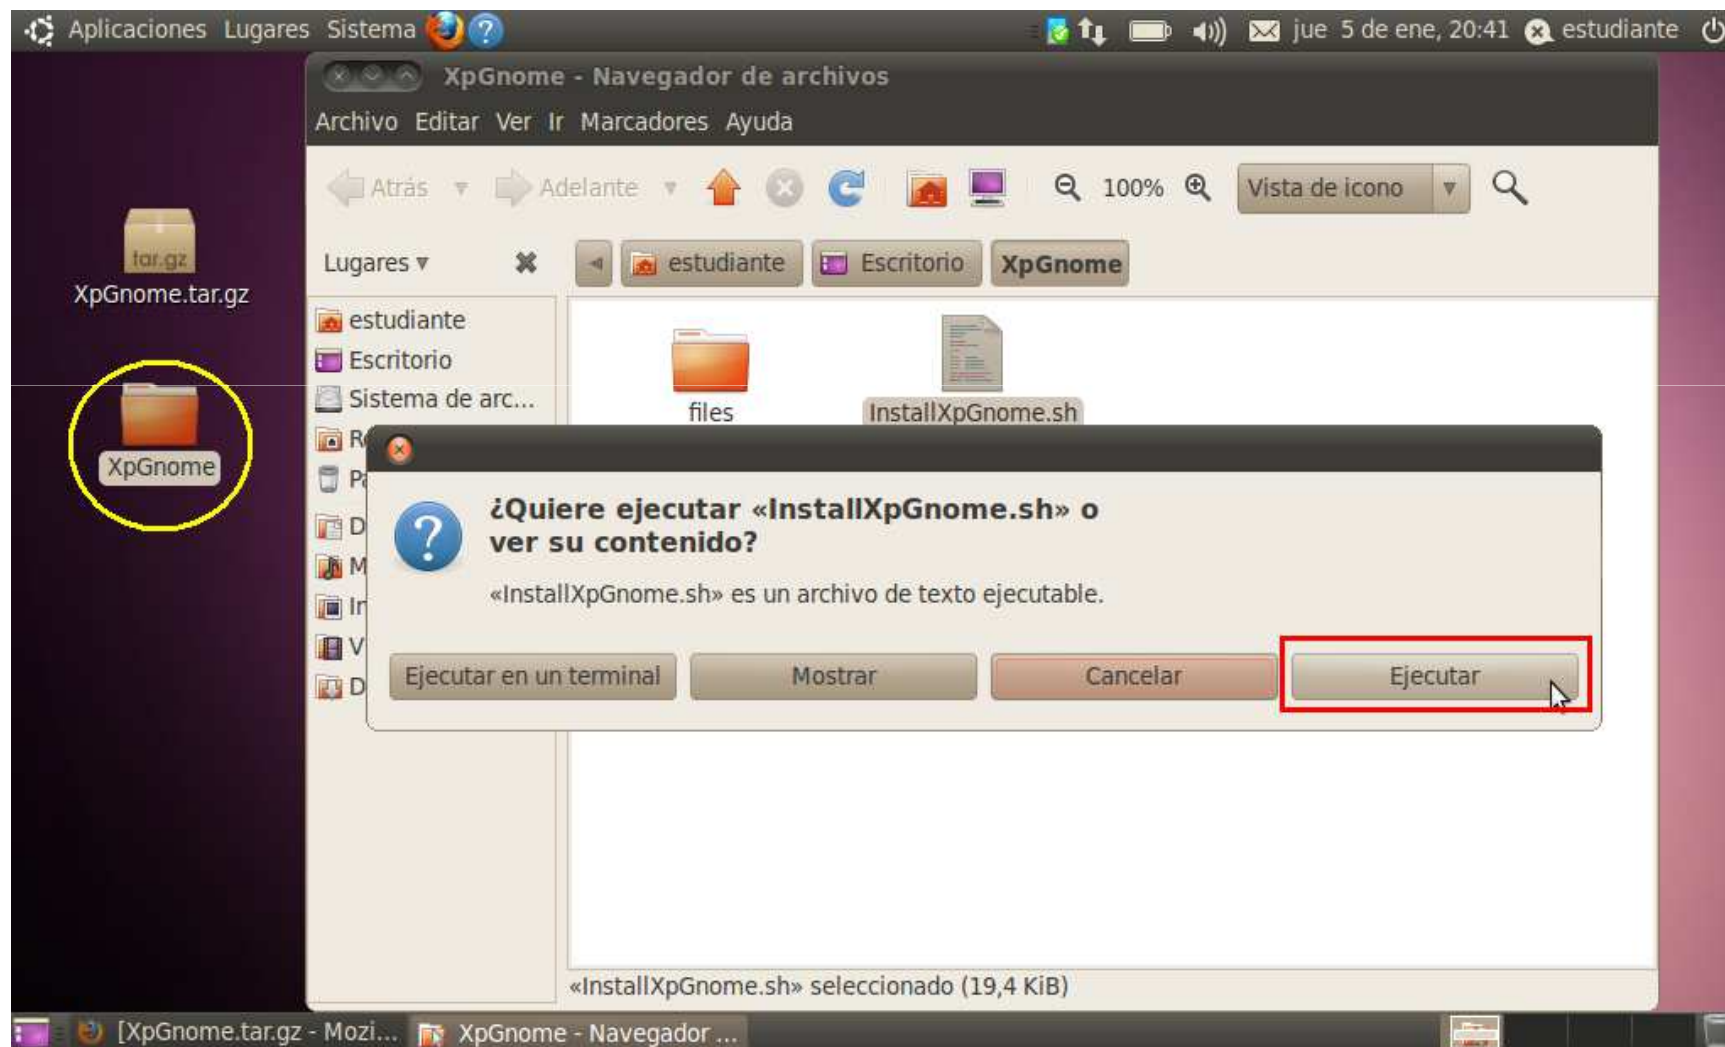 Aplicaciones Lugares Sistema
jue 5 de ene, 20:41 estudiante
XpGnome - Navegador de archivos
Archivo Editar Ver Ir Marcadores Ayuda
Atrás Adelante 100% Vista de icono
tar.gz
XpGnome.tar.gz
XpGnome
Lugares
estudiante Escritorio XpGnome
estudiante
Escritorio
Sistema de arc...
files
InstallXpGnome.sh
¿Quiere ejecutar «InstallXpGnome.sh» o
ver su contenido?
«InstallXpGnome.sh» es un archivo de texto ejecutable.
Ejecutar en un terminal Mostrar Cancelar Ejecutar
«InstallXpGnome.sh» seleccionado (19,4 KiB)
[XpGnome.tar.gz - Mozi... XpGnome - Navegador ...